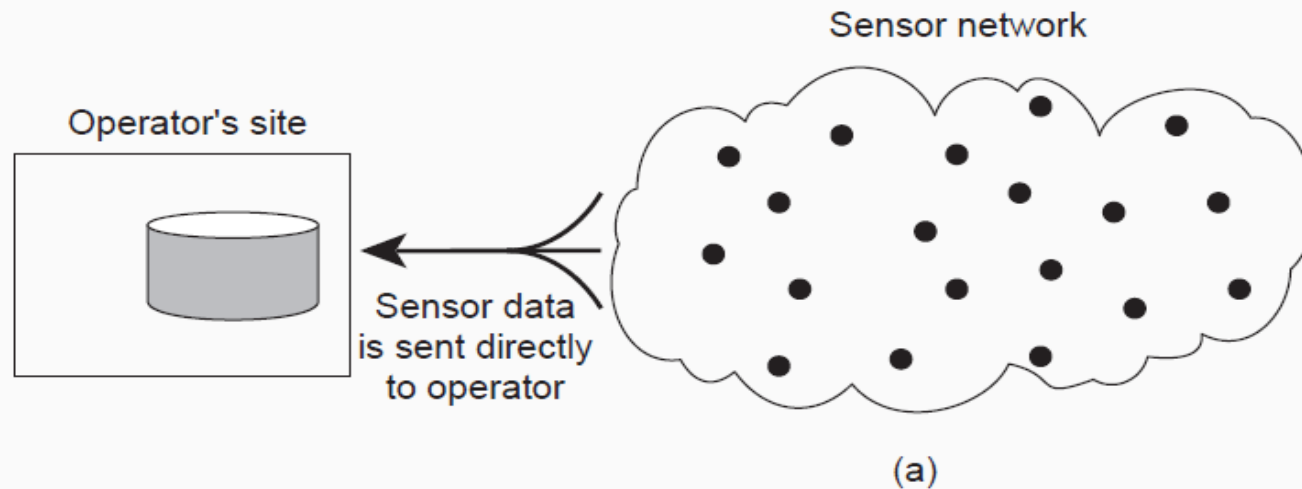 Sensor network
Operator's site
Sensor data
is sent directly
to operator
(a)